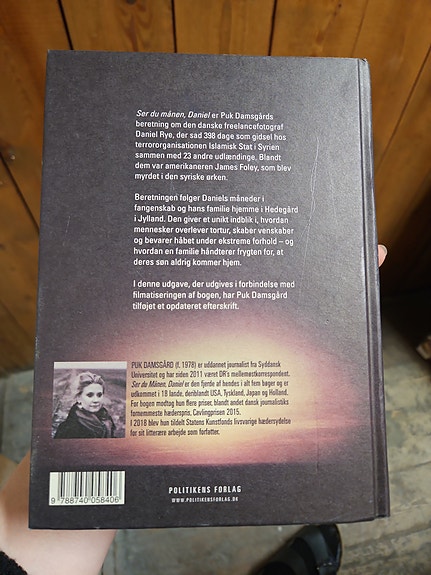 Ser du månen, Daniel er Puk Damsgårds
beretning om den danske freelancefotograf
Daniel Rye, der sad 398 dage som gidsel hos
terrororganisationen Islamisk Stat i Syrien
sammen med 23 andre udlændinge. Blandt
dem var amerikaneren James Foley, som blev
myrdet i den syriske ørken.
Beretningen følger Daniels måneder i
fangenskab og hans familie hjemme i Hedegård
i Jylland. Den giver et unikt indblik i, hvordan
mennesker overlever tortur, skaber venskaber
og bevarer håbet under ekstreme forhold – og
hvordan en familie håndterer frygten for, at
deres søn aldrig kommer hjem.
I denne udgave, der udgives i forbindelse med
filmatiseringen af bogen, har Puk Damsgård
tilføjet et opdateret efterskrift.
PUK DAMSGÅRD (f. 1978) er uddannet journalist fra Syddansk
Universitet og har siden 2011 været DR's mellemøstkorrespondent.
Ser du Månen, Daniel er den fjerde af hendes i alt fem bøger og er
udkommet i 18 lande, deriblandt USA, Tyskland, Japan og Holland.
For bogen modtog hun flere priser, blandt andet dansk journalistiks
fornemmeste hæderspris, Cavlingprisen 2015.
I 2018 blev hun tildelt Statens Kunstfonds livsvarige hædersydelse
for sit litterære arbejde som forfatter.
9 788740 058406
POLITIKENS FORLAG
WWW.POLITIKENSFORLAG.DK